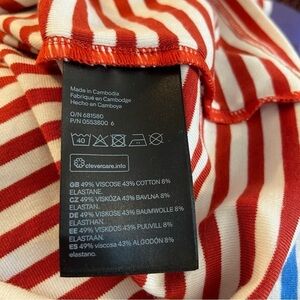 Made in Cambodia
Fabriqué en Cambodge
Hecho en Camboya
O/N 681580
P/N 0553800 6
40
clevercare.info
GB 49% VISCOSE 43% COTTON 8%
ELASTANE.
CZ 49% VISKÓZA 43% BAVLNA 8%
ELASTAN.
DE 49% VISKOSE 43% BAUMWOLLE 8%
ELASTHAN.
EE 49% VISKOOS 43% PUUVILL 8%
ELASTAAN.
ES 49% viscosa 43% ALGODÓN 8%
elastano.